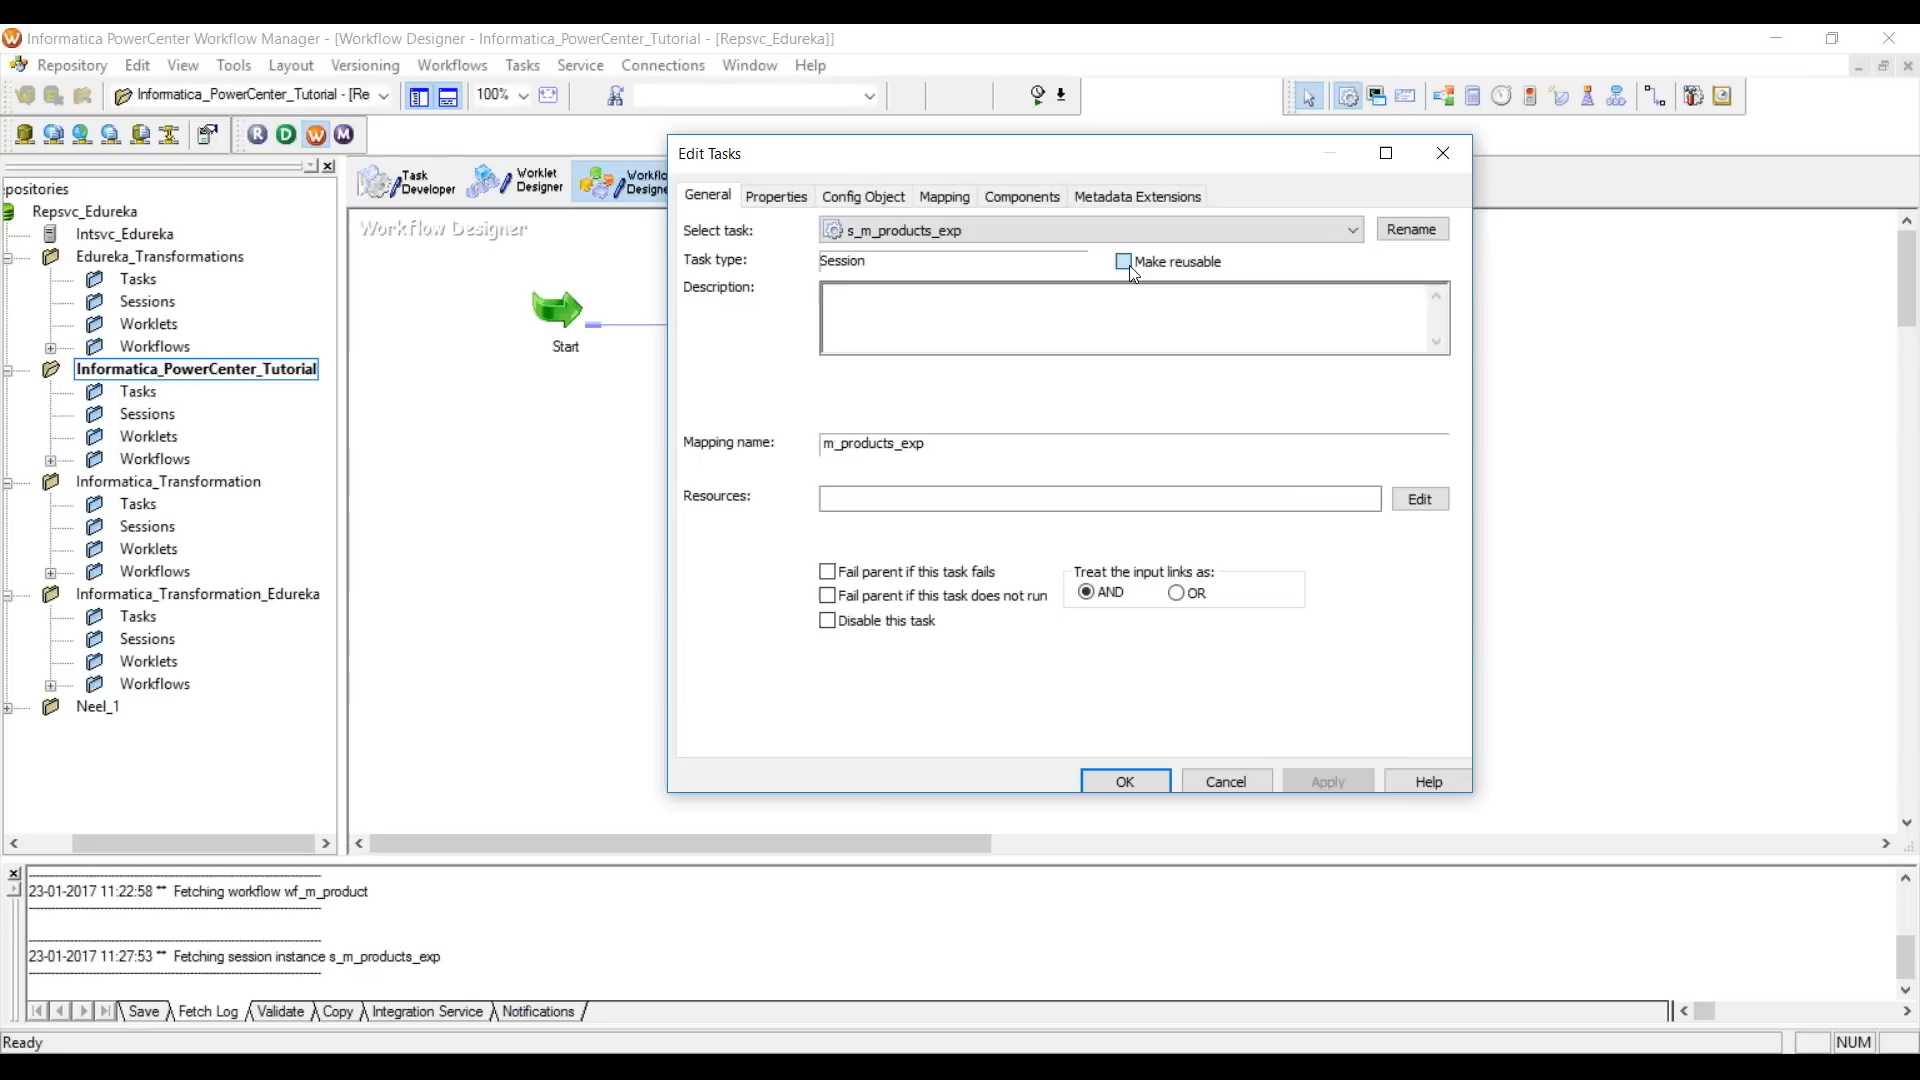 Informatica PowerCenter Workflow Manager - [Workflow Designer - Informatica_PowerCenter_Tutorial - [Repsvc_Edureka]]
Repository Edit View Tools Layout Versioning Workflows Tasks Service Connections Window Help
Informatica_PowerCenter_Tutorial - [Re 100%
R D W M
Task Developer
Worklet Designer
Workflo Designe
epositories
Repsvc_Edureka
Intsvc_Edureka
Edureka_Transformations
Tasks
Sessions
Worklets
Workflows
Informatica_PowerCenter_Tutorial
Tasks
Sessions
Worklets
Workflows
Informatica_Transformation
Tasks
Sessions
Worklets
Workflows
Informatica_Transformation_Edureka
Tasks
Sessions
Worklets
Workflows
Neel_1
Workflow Designer
Start
Edit Tasks
General Properties Config Object Mapping Components Metadata Extensions
Select task: s_m_products_exp Rename
Task type: Session Make reusable
Description:
Mapping name: m_products_exp
Resources: Edit
Fail parent if this task fails
Fail parent if this task does not run
Disable this task
Treat the input links as:
AND OR
OK Cancel Apply Help
23-01-2017 11:22:58 ** Fetching workflow wf_m_product
23-01-2017 11:27:53 ** Fetching session instance s_m_products_exp
Save Fetch Log Validate Copy Integration Service Notifications
Ready NUM